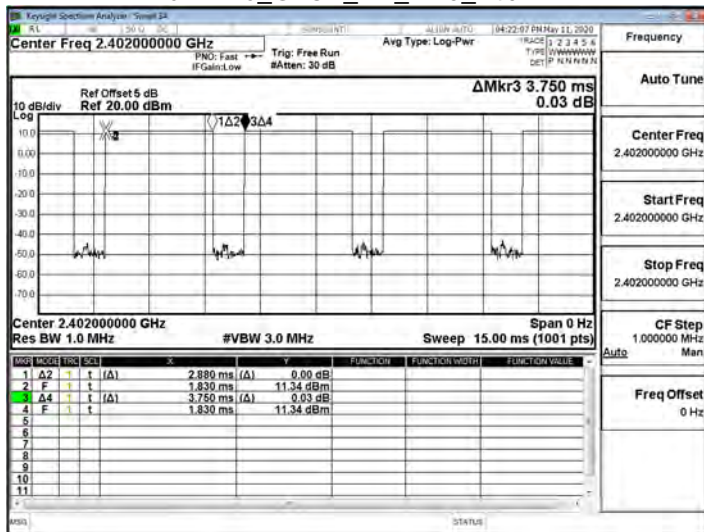 Keysight Spectrum Analyzer - Swept SA
RL
50 Ω
DC
ALIGN AUTO
04:22:07 PM May 11, 2020
Center Freq 2.402000000 GHz
PNO: Fast
IFGain:Low
Trig: Free Run
#Atten: 30 dB
Avg Type: Log-Pwr
TRACE 1 2 3 4 5 6
TYPE WWWWWW
DET P NNNNN
Frequency
Ref Offset 5 dB
10 dB/div Ref 20.00 dBm
ΔMkr3 3.750 ms
0.03 dB
Log
10.0
0.00
-10.0
-20.0
-30.0
-40.0
-50.0
-60.0
-70.0
1Δ2
3Δ4
Center 2.402000000 GHz
Span 0 Hz
Res BW 1.0 MHz
#VBW 3.0 MHz
Sweep 15.00 ms (1001 pts)
MKR MODE TRC SCL X Y FUNCTION FUNCTION WIDTH FUNCTION VALUE
1 Δ2 1 t (Δ) 2.880 ms (Δ) 0.00 dB
2 F 1 t 1.830 ms 11.34 dBm
3 Δ4 1 t (Δ) 3.750 ms (Δ) 0.03 dB
4 F 1 t 1.830 ms 11.34 dBm
5
6
7
8
9
10
11
MSG
STATUS
Auto Tune
Center Freq
2.402000000 GHz
Start Freq
2.402000000 GHz
Stop Freq
2.402000000 GHz
CF Step
1.000000 MHz
Auto Man
Freq Offset
0 Hz